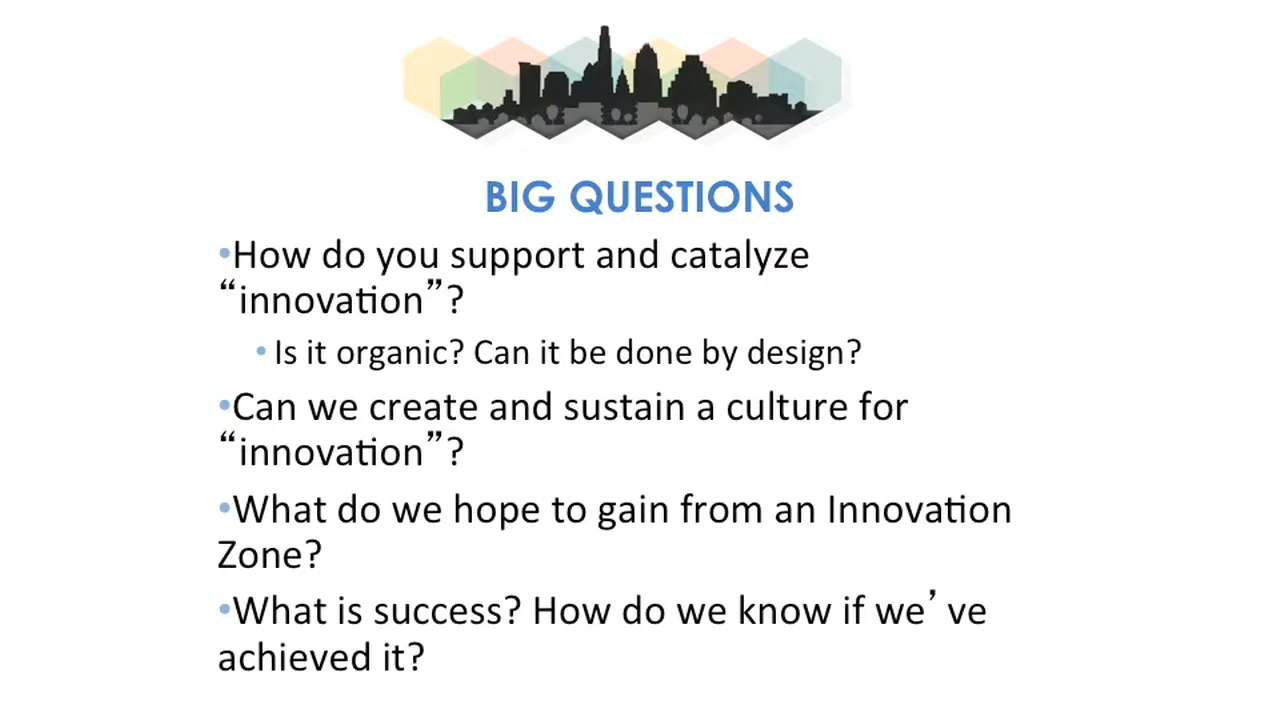 BIG QUESTIONS
•How do you support and catalyze
“innovation”?
•Is it organic? Can it be done by design?
•Can we create and sustain a culture for
“innovation”?
•What do we hope to gain from an Innovation
Zone?
•What is success? How do we know if we’ve
achieved it?